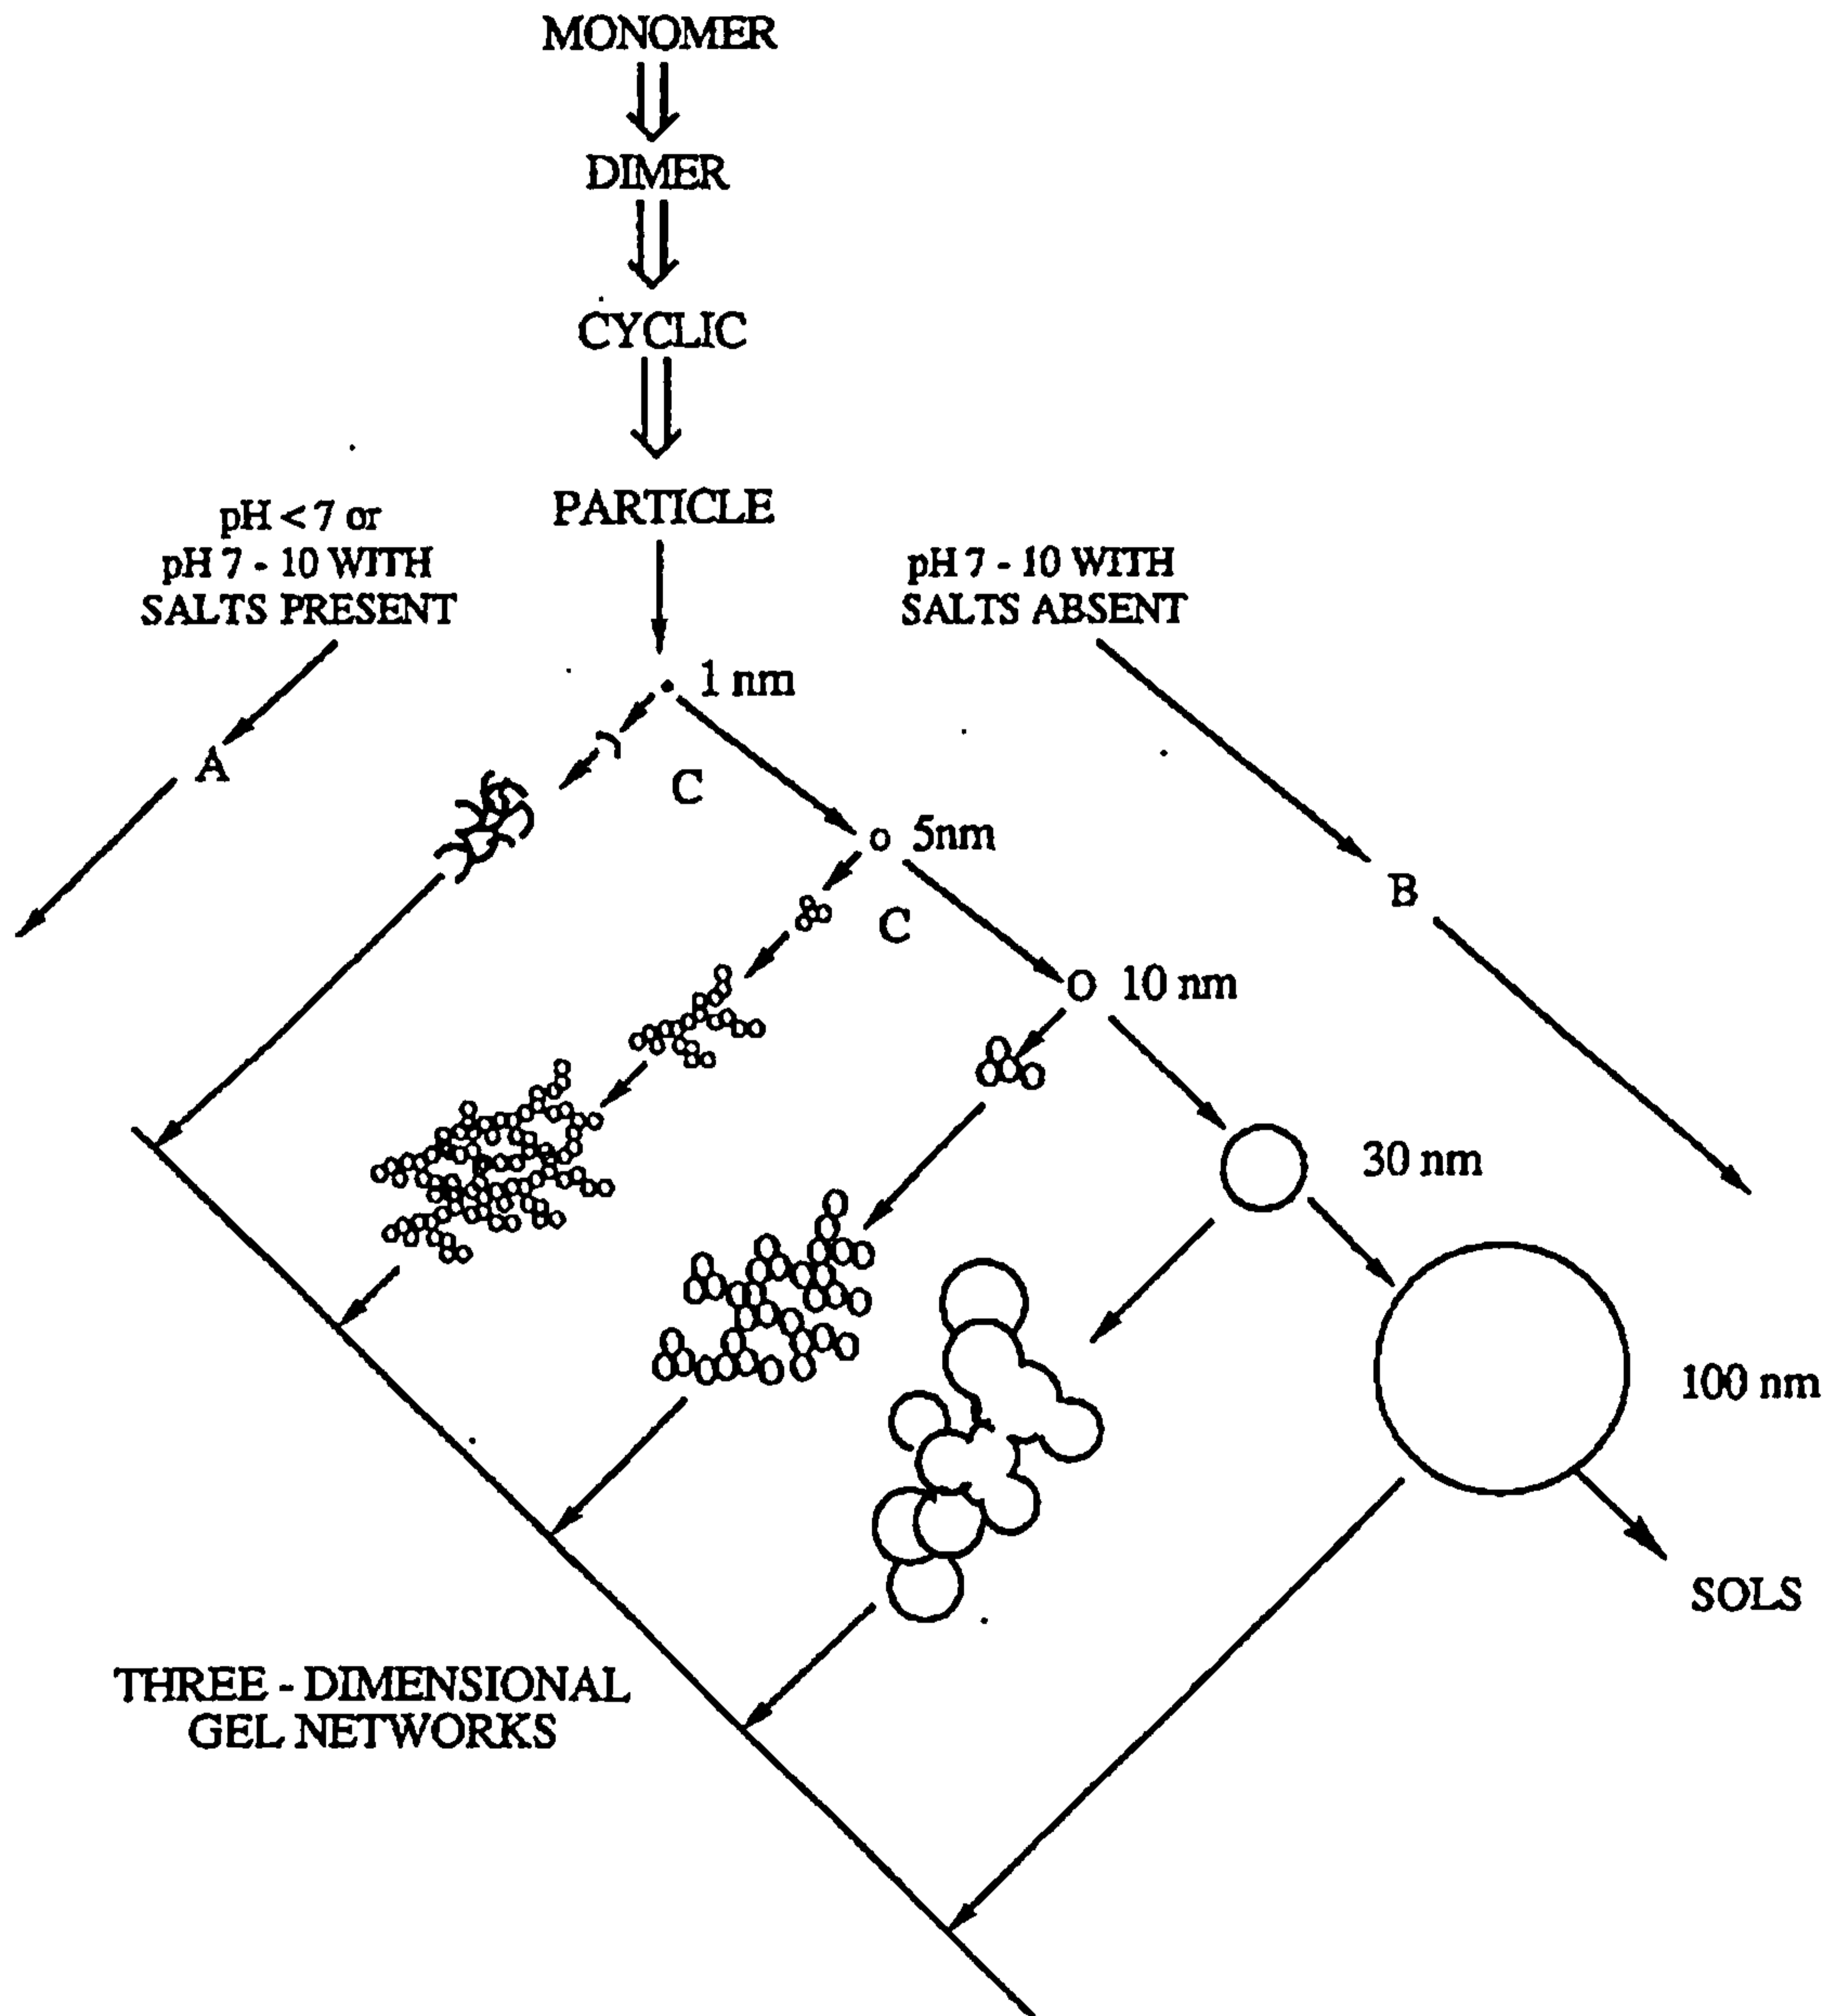 MONOMER
DIMER
CYCLIC
PARTICLE
pH < 7 or
pH 7 - 10 WITH
SALTS PRESENT
pH 7 - 10 WITH
SALTS ABSENT
1 nm
A
C
5nm
B
C
10 nm
30 nm
100 nm
SOLS
THREE - DIMENSIONAL
GEL NETWORKS